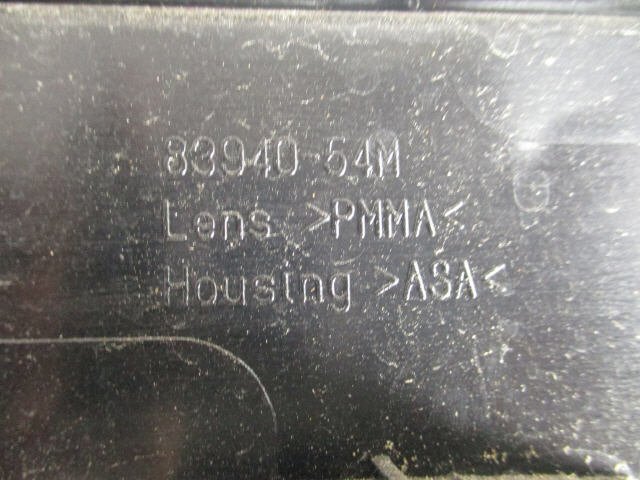 83940-54M
Lens >PMMA<
Housing >ASA<